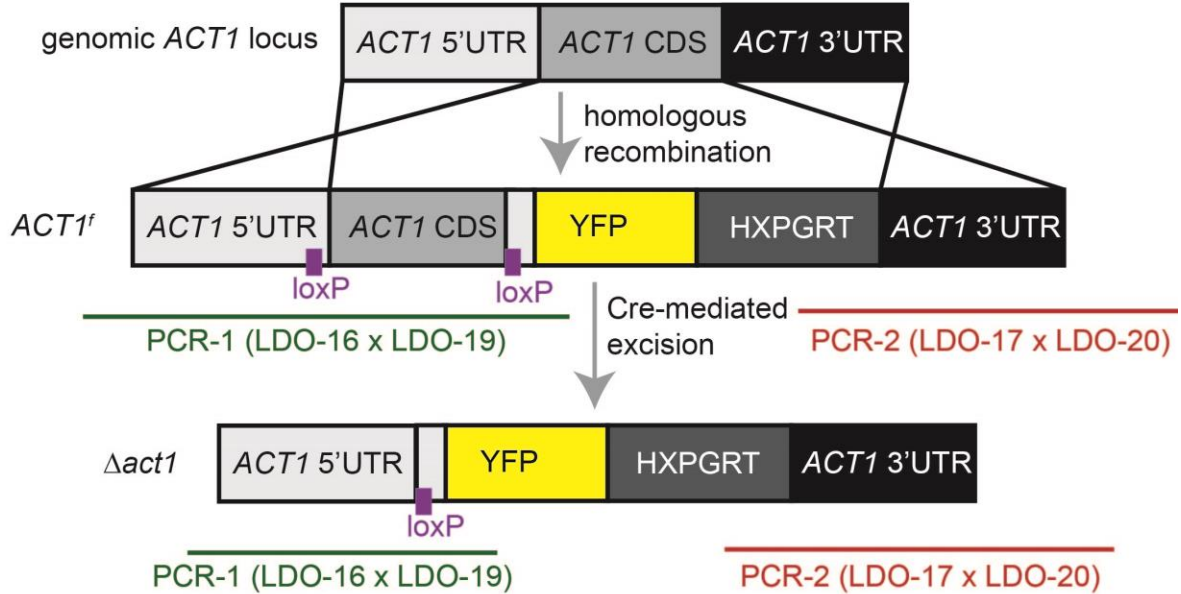 genomic ACT1 locus
ACT1 5'UTR
ACT1 CDS
ACT1 3'UTR
homologous
recombination
ACT1ᶠ
ACT1 5'UTR
ACT1 CDS
YFP
HXPGRT
ACT1 3'UTR
loxP
loxP
PCR-1 (LDO-16 x LDO-19)
Cre-mediated
excision
PCR-2 (LDO-17 x LDO-20)
Δact1
ACT1 5'UTR
YFP
HXPGRT
ACT1 3'UTR
loxP
PCR-1 (LDO-16 x LDO-19)
PCR-2 (LDO-17 x LDO-20)